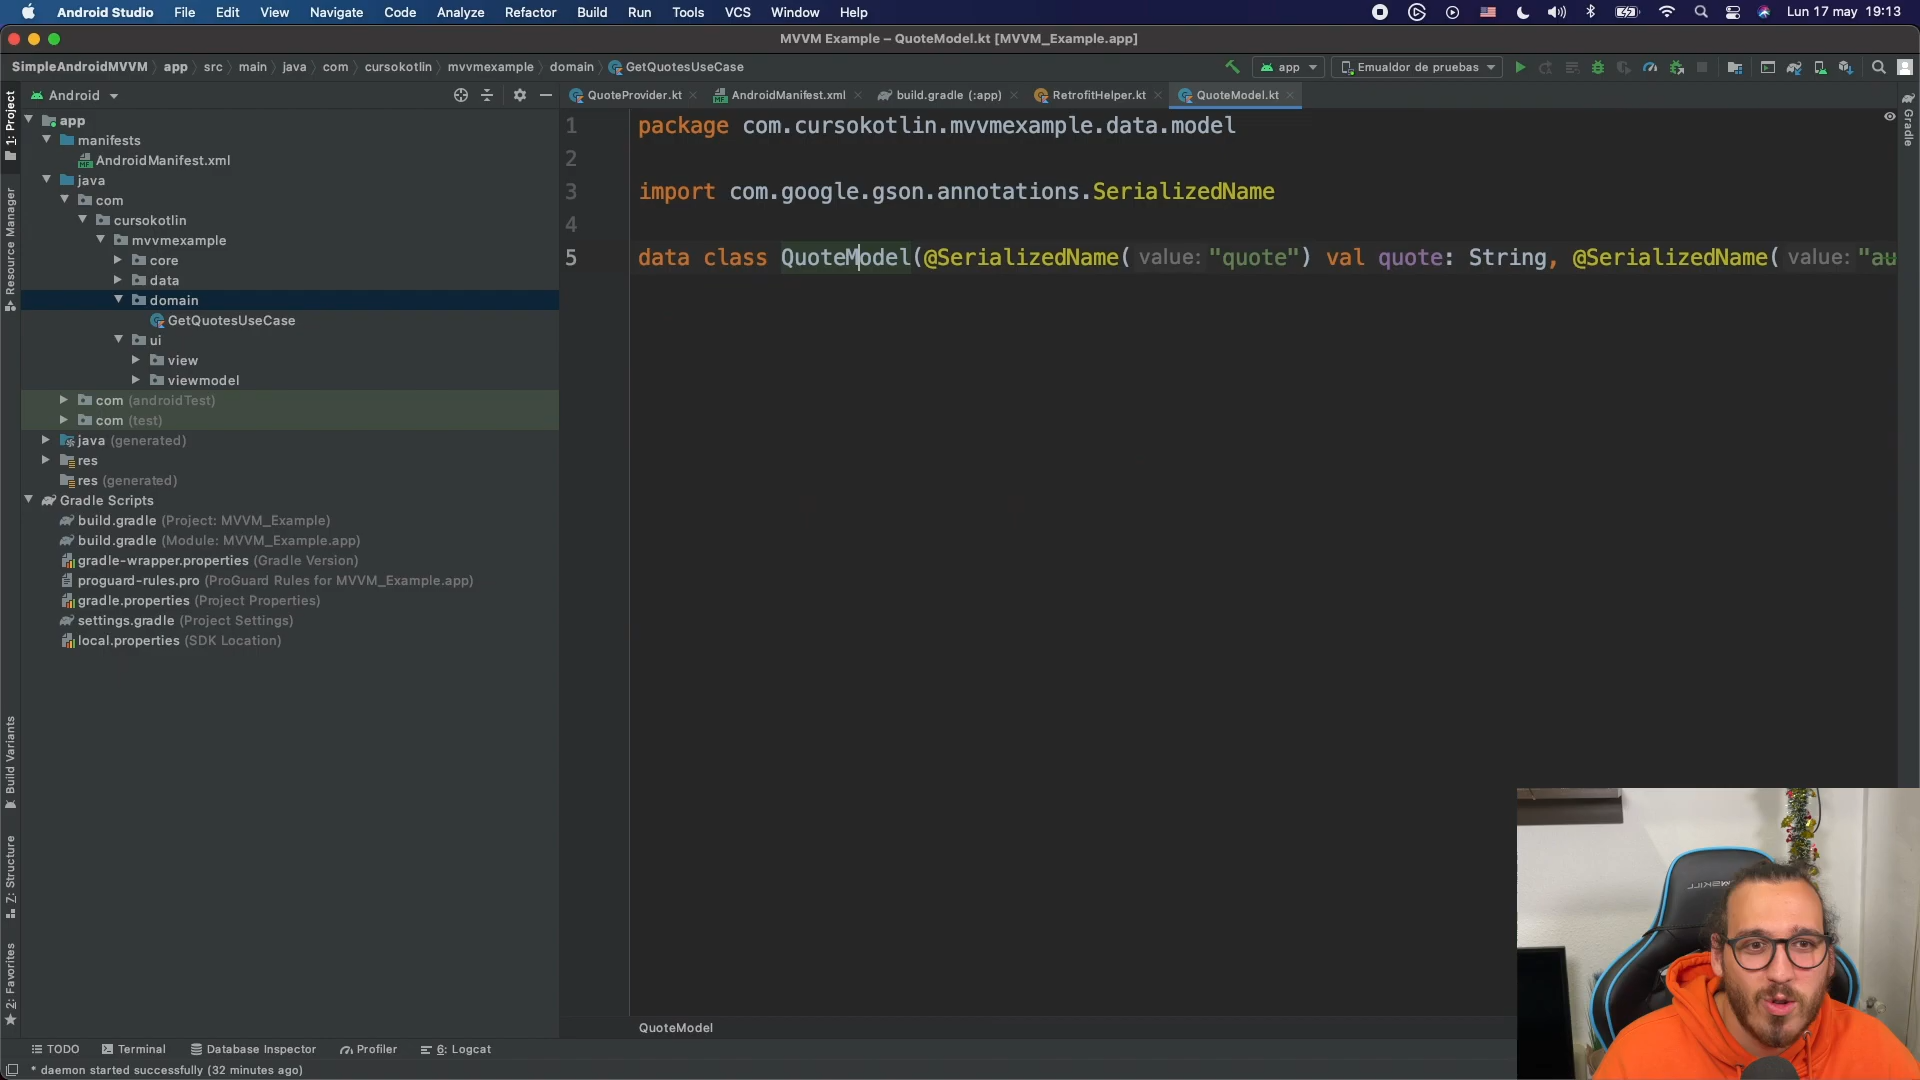 Android Studio File Edit View Navigate Code Analyze Refactor Build Run Tools VCS Window Help Lun 17 may 19:13
MVVM Example – QuoteModel.kt [MVVM_Example.app]
SimpleAndroidMVVM app src main java com cursokotlin mvvmexample domain GetQuotesUseCase app Emualdor de pruebas
Android
QuoteProvider.kt AndroidManifest.xml build.gradle (:app) RetrofitHelper.kt QuoteModel.kt
1: Project
Resource Manager
Build Variants
Z: Structure
2: Favorites
Gradle
app
manifests
AndroidManifest.xml
java
com
cursokotlin
mvvmexample
core
data
domain
GetQuotesUseCase
ui
view
viewmodel
com (androidTest)
com (test)
java (generated)
res
res (generated)
Gradle Scripts
build.gradle (Project: MVVM_Example)
build.gradle (Module: MVVM_Example.app)
gradle-wrapper.properties (Gradle Version)
proguard-rules.pro (ProGuard Rules for MVVM_Example.app)
gradle.properties (Project Properties)
settings.gradle (Project Settings)
local.properties (SDK Location)
1 package com.cursokotlin.mvvmexample.data.model
2
3 import com.google.gson.annotations.SerializedName
4
5 data class QuoteModel(@SerializedName( value: "quote") val quote: String, @SerializedName( value: "au
QuoteModel
TODO Terminal Database Inspector Profiler 6: Logcat
* daemon started successfully (32 minutes ago)